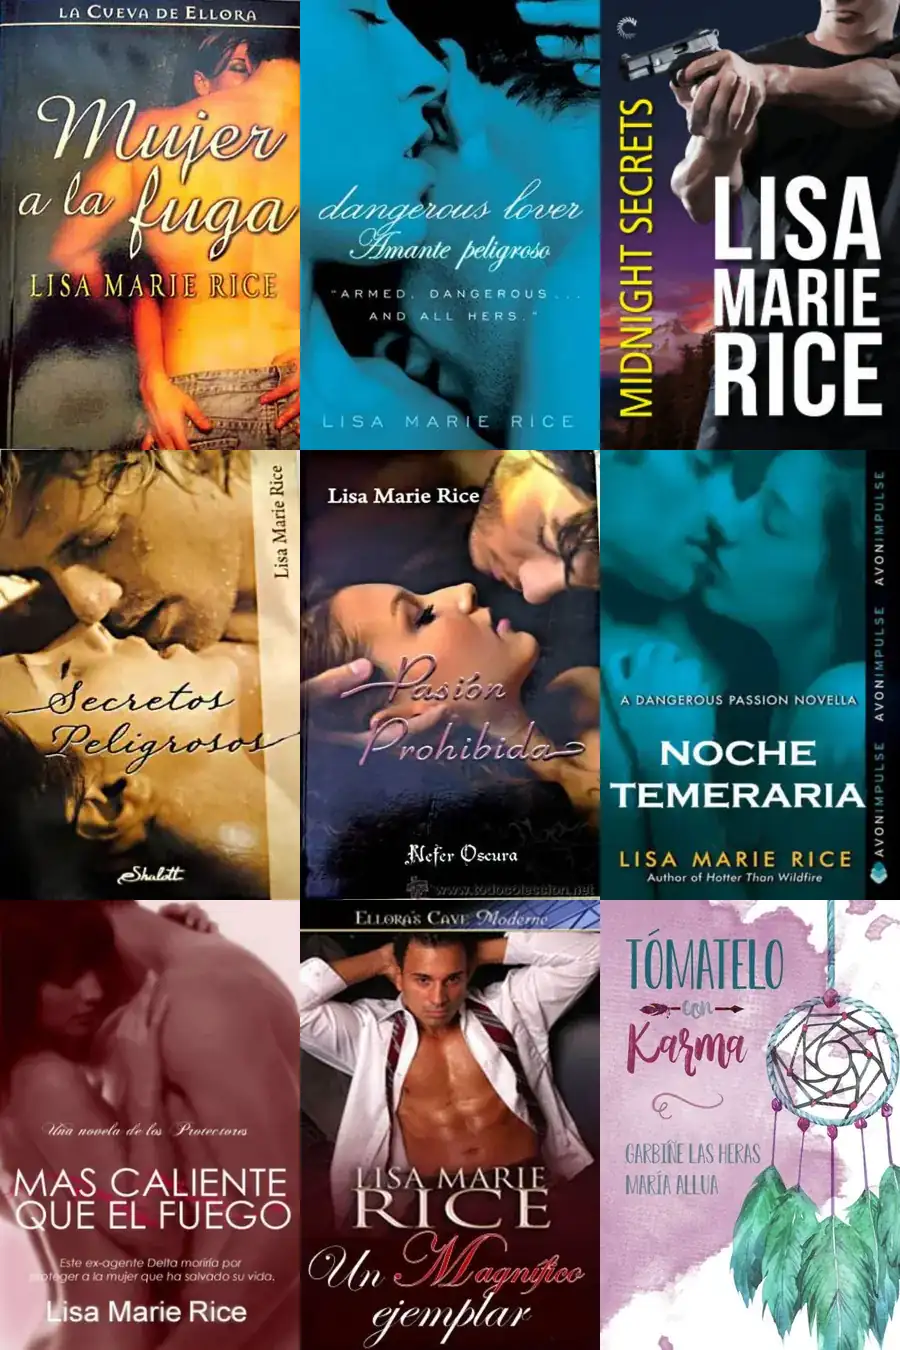 LA CUEVA DE ELLORA
Mujer
a la fuga
LISA MARIE RICE
dangerous lover
Amante peligroso
"ARMED, DANGEROUS...
AND ALL HERS."
LISA MARIE RICE
MIDNIGHT SECRETS
LISA
MARIE
RICE
Lisa Marie Rice
Secretos
Peligrosos
Shalott
Lisa Marie Rice
Pasión
Prohibida
Nefer Oscura
www.todocoleccion.net
A DANGEROUS PASSION NOVELLA
NOCHE
TEMERARIA
LISA MARIE RICE
Author of Hotter Than Wildfire
AVONIMPULSE AVONIMPULSE AVONIMPULSE
Una novela de los Protectores
MAS CALIENTE
QUE EL FUEGO
Este ex-agente Delta moriría por
proteger a la mujer que ha salvado su vida.
Lisa Marie Rice
ELLORA'S CAVE Moderne
LISA MARIE
RICE
Un Magnífico
ejemplar
TÓMATELO
con
Karma
GARBIÑE LAS HERAS
MARÍA ALLUA